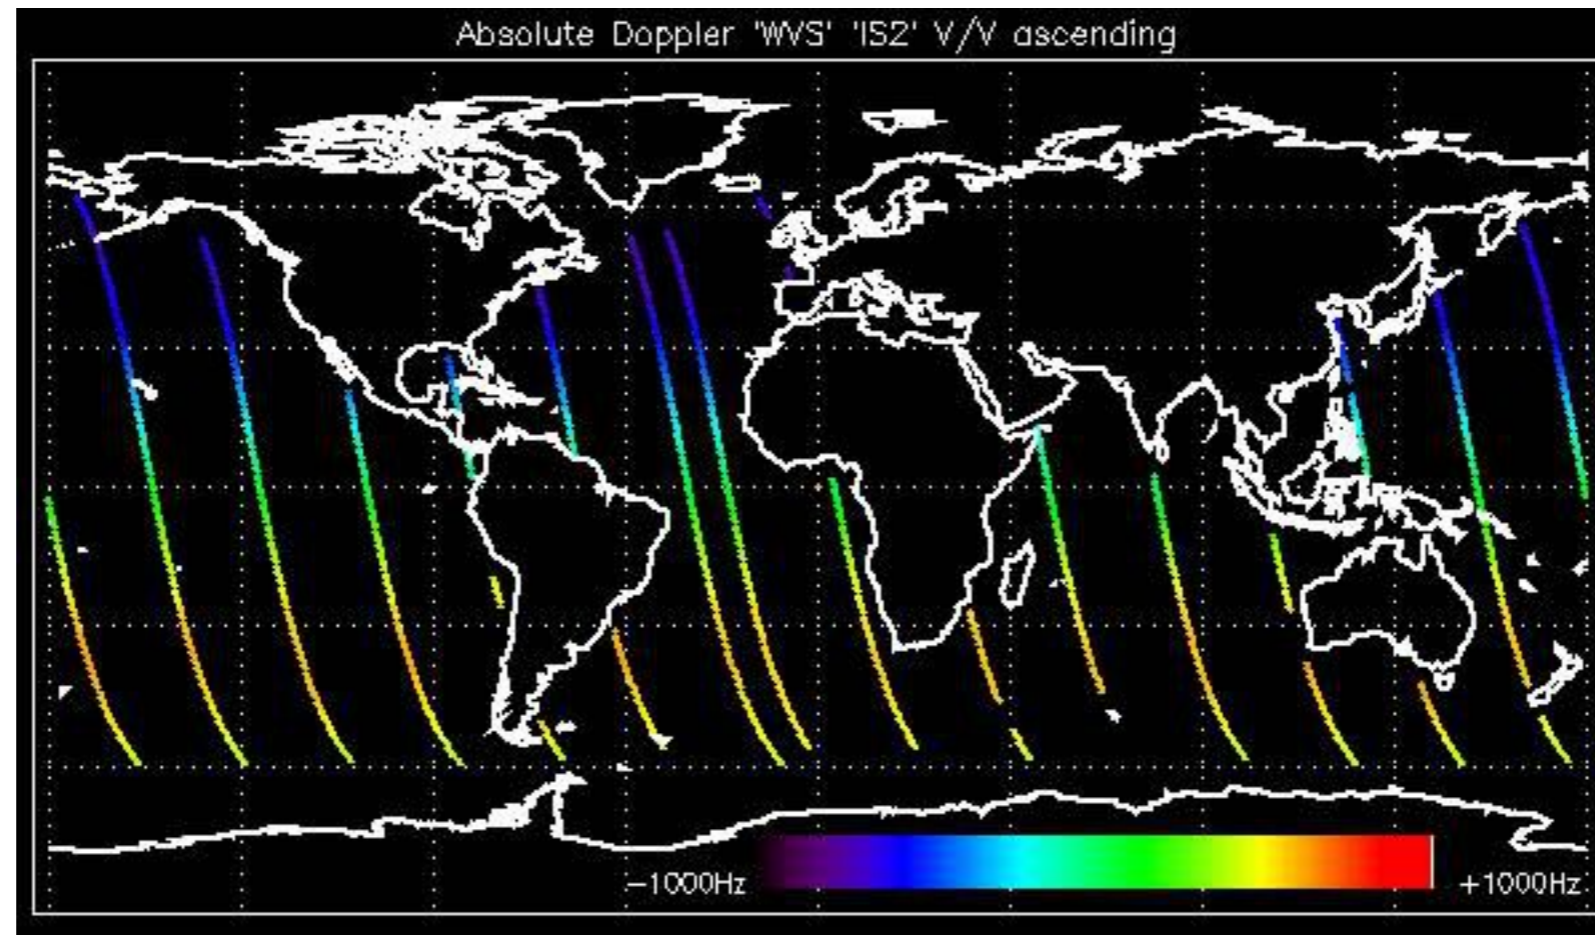 Absolute Doppler 'WVS' 'IS2' V/V ascending
−1000Hz
+1000Hz